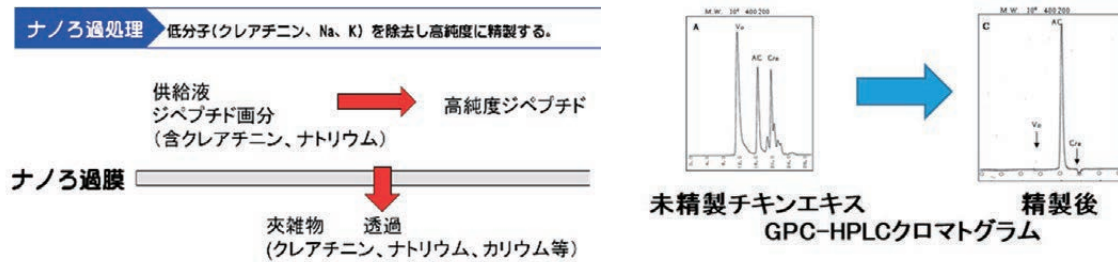 ナノろ過処理
低分子(クレアチニン、Na、K)を除去し高純度に精製する。
供給液
ジペプチド画分
(含クレアチニン、ナトリウム)
高純度ジペプチド
ナノろ過膜
夾雑物 透過
(クレアチニン、ナトリウム、カリウム等)
M.W. 10⁴ 400 200
A
Vo
AC
Cre
未精製チキンエキス
M.W. 10⁴ 400 200
C
AC
Vo
Cre
精製後
GPC-HPLCクロマトグラム